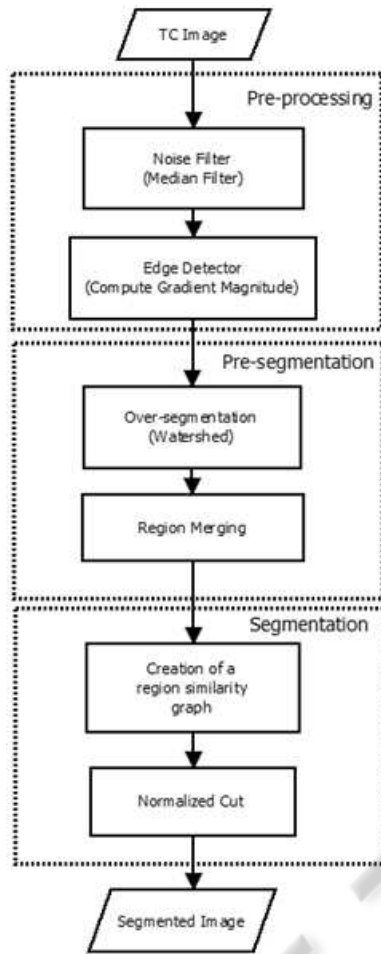 TC Image
Pre-processing
Noise Filter
(Median Filter)
Edge Detector
(Compute Gradient Magnitude)
Pre-segmentation
Over-segmentation
(Watershed)
Region Merging
Segmentation
Creation of a
region similarity
graph
Normalized Cut
Segmented Image